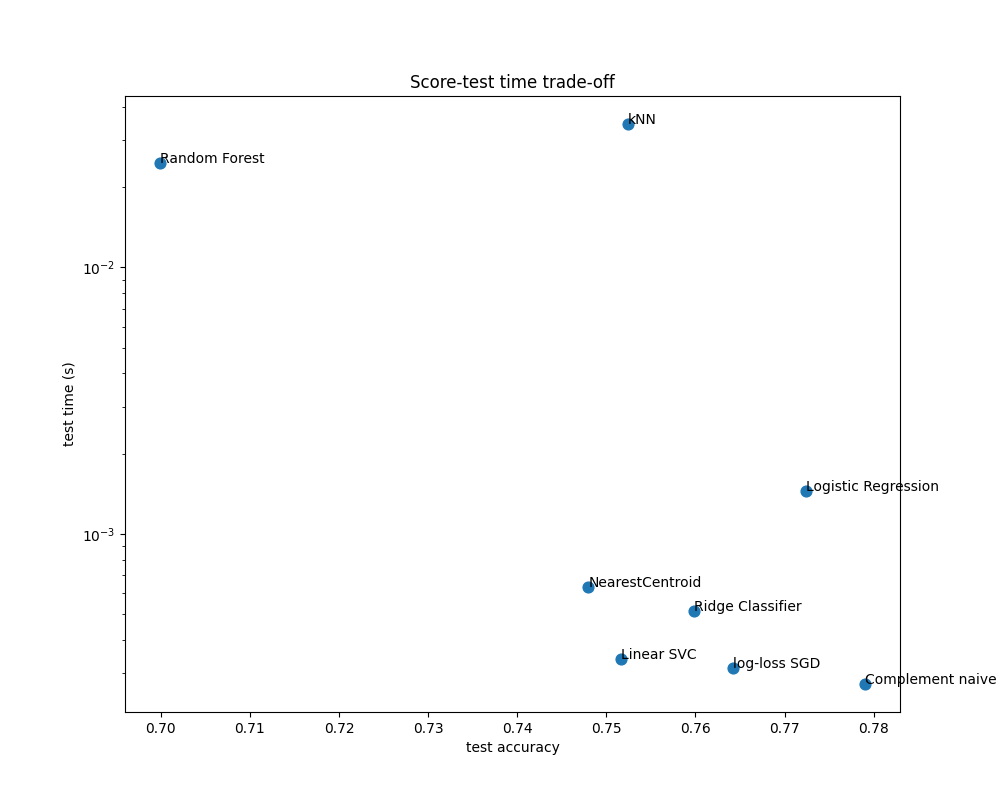 Score-test time trade-off
kNN
Random Forest
10⁻²
test time (s)
Logistic Regression
10⁻³
NearestCentroid
Ridge Classifier
Linear SVC
log-loss SGD
Complement naive
0.70 0.71 0.72 0.73 0.74 0.75 0.76 0.77 0.78
test accuracy